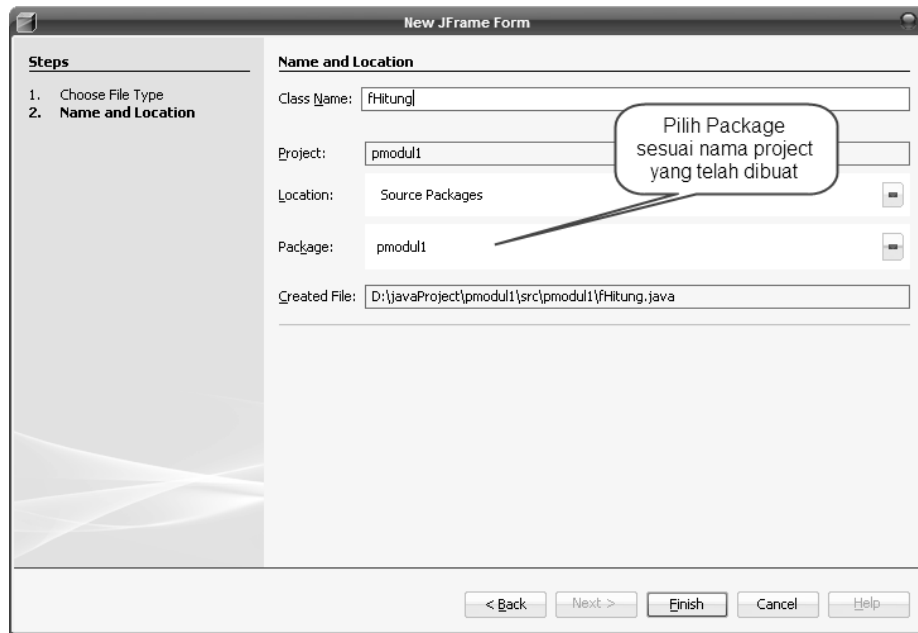 New JFrame Form
Steps
1. Choose File Type
2. Name and Location
Name and Location
Class Name: fHitung
Pilih Package
sesuai nama project
yang telah dibuat
Project: pmodul1
Location: Source Packages
Package: pmodul1
Created File: D:\javaProject\pmodul1\src\pmodul1\fHitung.java
< Back Next > Finish Cancel Help